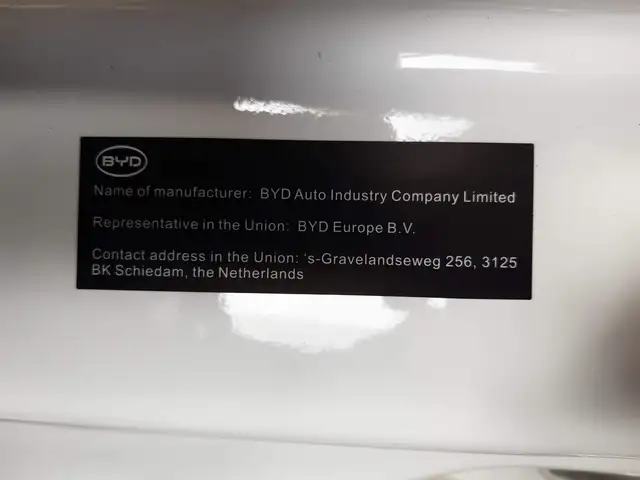 BYD
Name of manufacturer: BYD Auto Industry Company Limited
Representative in the Union: BYD Europe B.V.
Contact address in the Union: 's-Gravelandseweg 256, 3125
BK Schiedam, the Netherlands